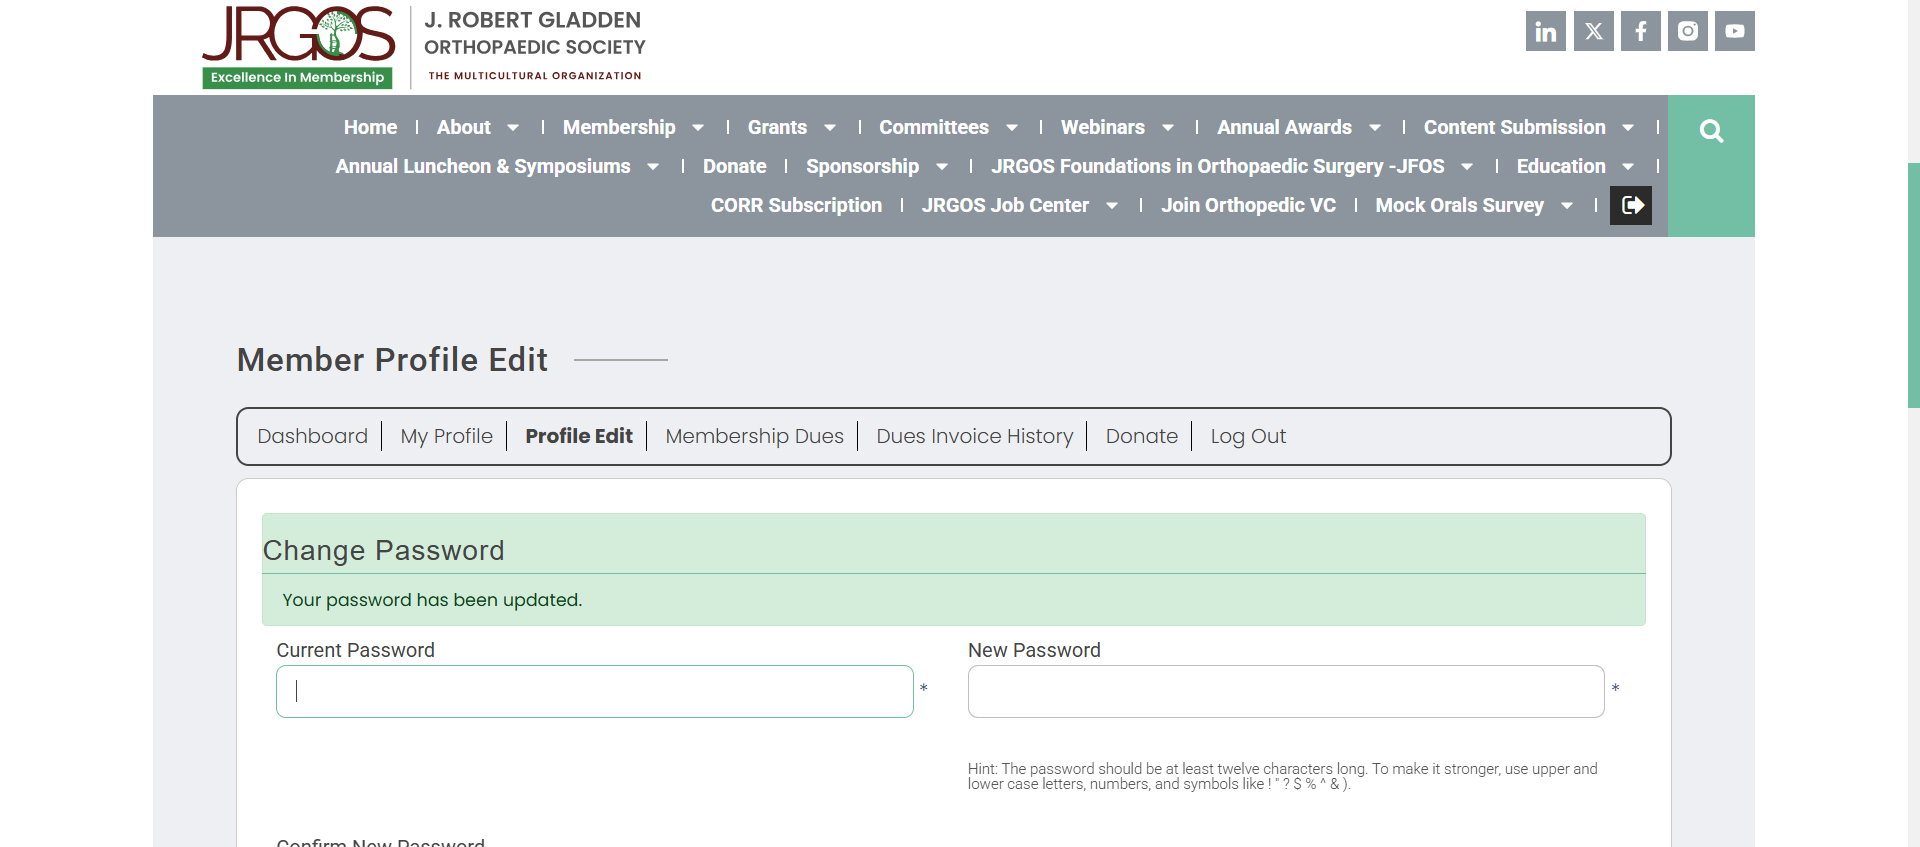 JRGOS
Excellence In Membership
J. ROBERT GLADDEN
ORTHOPAEDIC SOCIETY
THE MULTICULTURAL ORGANIZATION
Home | About | Membership | Grants | Committees | Webinars | Annual Awards | Content Submission |
Annual Luncheon & Symposiums | Donate | Sponsorship | JRGOS Foundations in Orthopaedic Surgery -JFOS | Education |
CORR Subscription | JRGOS Job Center | Join Orthopedic VC | Mock Orals Survey |
Member Profile Edit
Dashboard | My Profile | Profile Edit | Membership Dues | Dues Invoice History | Donate | Log Out
Change Password
Your password has been updated.
Current Password
*
New Password
*
Hint: The password should be at least twelve characters long. To make it stronger, use upper and
lower case letters, numbers, and symbols like ! " ? $ % ^ & ).
Confirm New Password